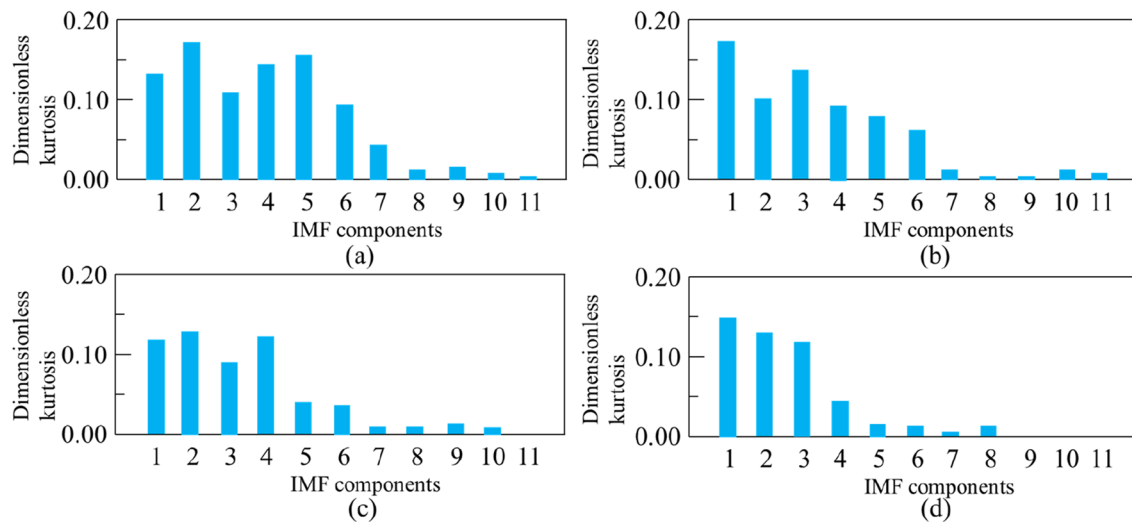 Dimensionless
kurtosis
0.20
0.10
0.00
1 2 3 4 5 6 7 8 9 10 11
IMF components
(a)
Dimensionless
kurtosis
0.20
0.10
0.00
1 2 3 4 5 6 7 8 9 10 11
IMF components
(b)
Dimensionless
kurtosis
0.20
0.10
0.00
1 2 3 4 5 6 7 8 9 10 11
IMF components
(c)
Dimensionless
kurtosis
0.20
0.10
0.00
1 2 3 4 5 6 7 8 9 10 11
IMF components
(d)